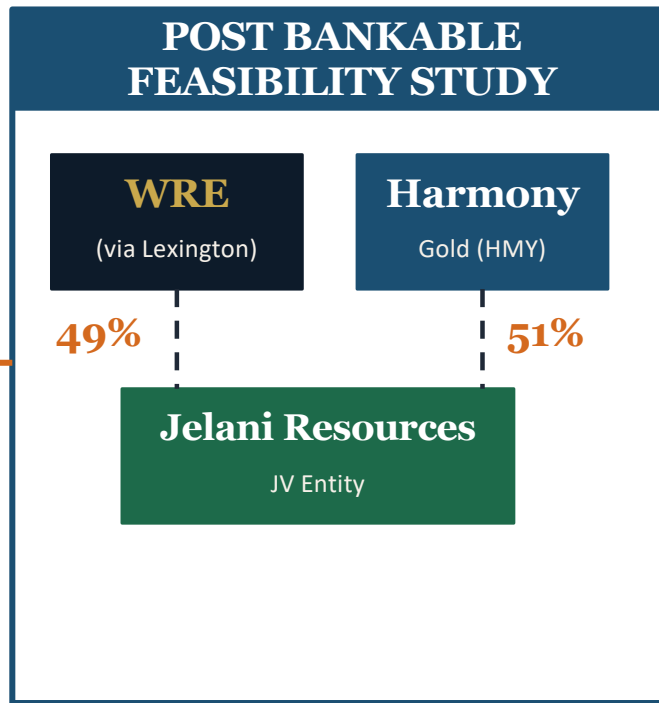 POST BANKABLE
FEASIBILITY STUDY
WRE
(via Lexington)
Harmony
Gold (HMY)
49%
51%
Jelani Resources
JV Entity